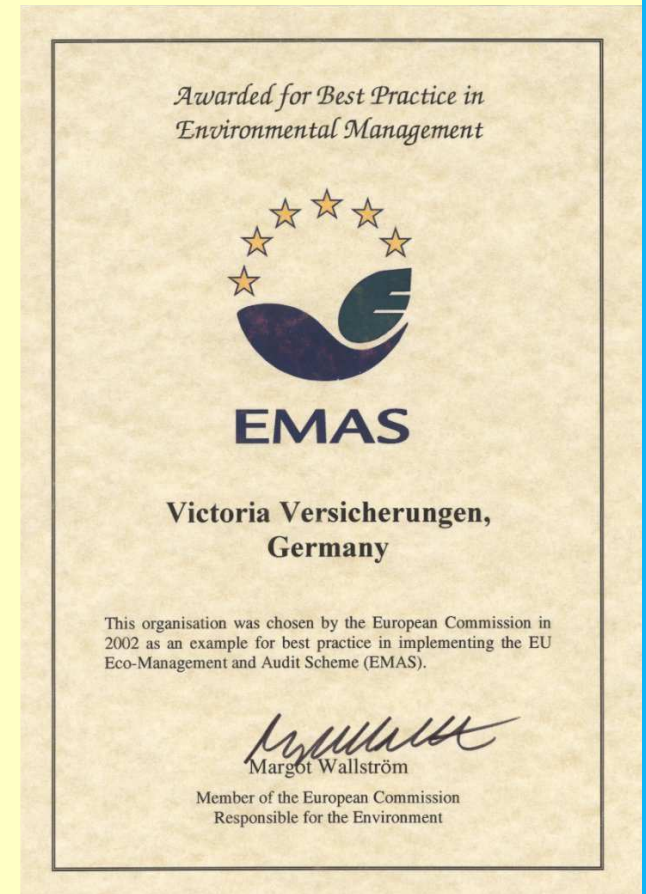 Awarded for Best Practice in
Environmental Management
EMAS
Victoria Versicherungen,
Germany
This organisation was chosen by the European Commission in
2002 as an example for best practice in implementing the EU
Eco-Management and Audit Scheme (EMAS).
Margot Wallström
Member of the European Commission
Responsible for the Environment